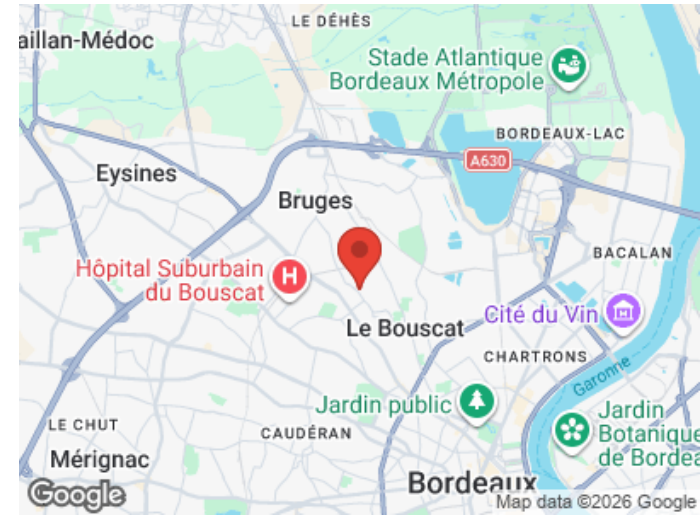 LE DÉHÈS
aillan-Médoc
Stade Atlantique
Bordeaux Métropole
BORDEAUX-LAC
A630
Eysines
Bruges
BACALAN
Hôpital Suburbain
du Bouscat
H
Cité du Vin
Le Bouscat
CHARTRONS
Garonne
Jardin public
LE CHUT
CAUDÉRAN
Jardin
Botanique
de Bordea
Mérignac
Bordeaux
Google
Map data ©2026 Google